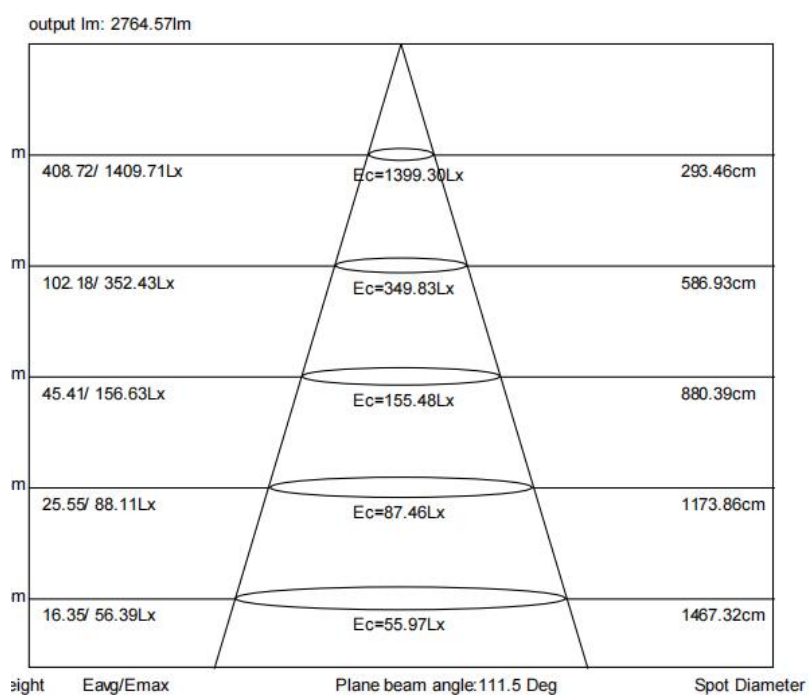 output lm: 2764.57lm
m
408.72/ 1409.71Lx Ec=1399.30Lx 293.46cm
m
102.18/ 352.43Lx Ec=349.83Lx 586.93cm
m
45.41/ 156.63Lx Ec=155.48Lx 880.39cm
m
25.55/ 88.11Lx Ec=87.46Lx 1173.86cm
m
16.35/ 56.39Lx Ec=55.97Lx 1467.32cm
eight Eavg/Emax Plane beam angle:111.5 Deg Spot Diameter